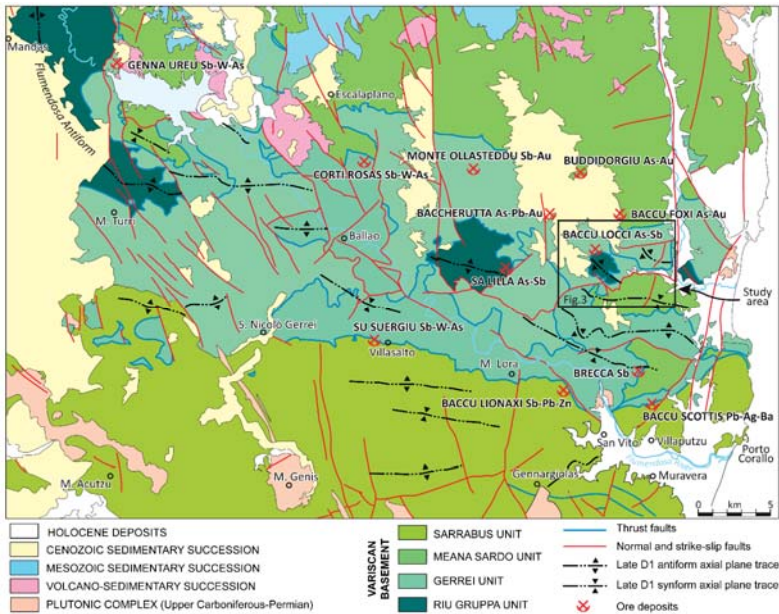 Mandas
GENNA UREU Sb-W-As
Flumendosa Antiform
Escalaplano
MONTE OLLASTEDDU Sb-Au
BUDDIDORGIU As-Au
CORTI ROSAS Sb-W-As
BACCHERUTTA As-Pb-Au
BACCU FOXI As-Au
M. Turri
Ballao
BACCU LOCCI As-Sb
SA LILLA As-Sb
Fig.3
Study
area
S. Nicolo Gerrei
SU SUERGIU Sb-W-As
Villasalto
M. Lora
BRECCA Sb
BACCU LIONAXI Sb-Pb-Zn
BACCU SCOTTIS Pb-Ag-Ba
San Vito
Villaputzu
Porto
Corallo
Flumendosa River
M. Acutzu
M. Genis
Gennargiolas
Muravera
0 km 5
HOLOCENE DEPOSITS
CENOZOIC SEDIMENTARY SUCCESSION
MESOZOIC SEDIMENTARY SUCCESSION
VOLCANO-SEDIMENTARY SUCCESSION
PLUTONIC COMPLEX (Upper Carboniferous-Permian)
VARISCAN
BASEMENT
SARRABUS UNIT
MEANA SARDO UNIT
GERREI UNIT
RIU GRUPPA UNIT
Thrust faults
Normal and strike-slip faults
Late D1 antiform axial plane trace
Late D1 synform axial plane trace
Ore deposits